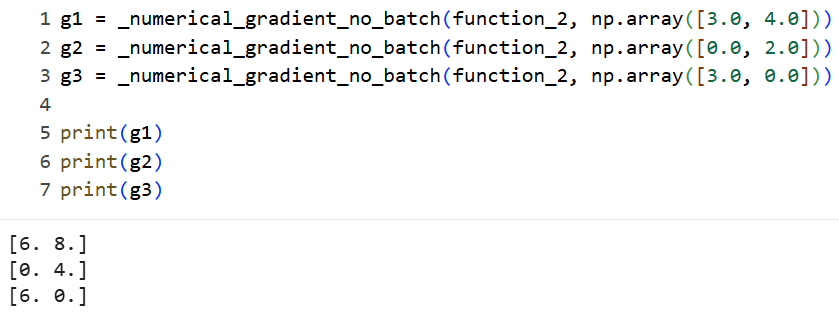 1 g1 = _numerical_gradient_no_batch(function_2, np.array([3.0, 4.0]))
2 g2 = _numerical_gradient_no_batch(function_2, np.array([0.0, 2.0]))
3 g3 = _numerical_gradient_no_batch(function_2, np.array([3.0, 0.0]))
4
5 print(g1)
6 print(g2)
7 print(g3)
[6. 8.]
[0. 4.]
[6. 0.]